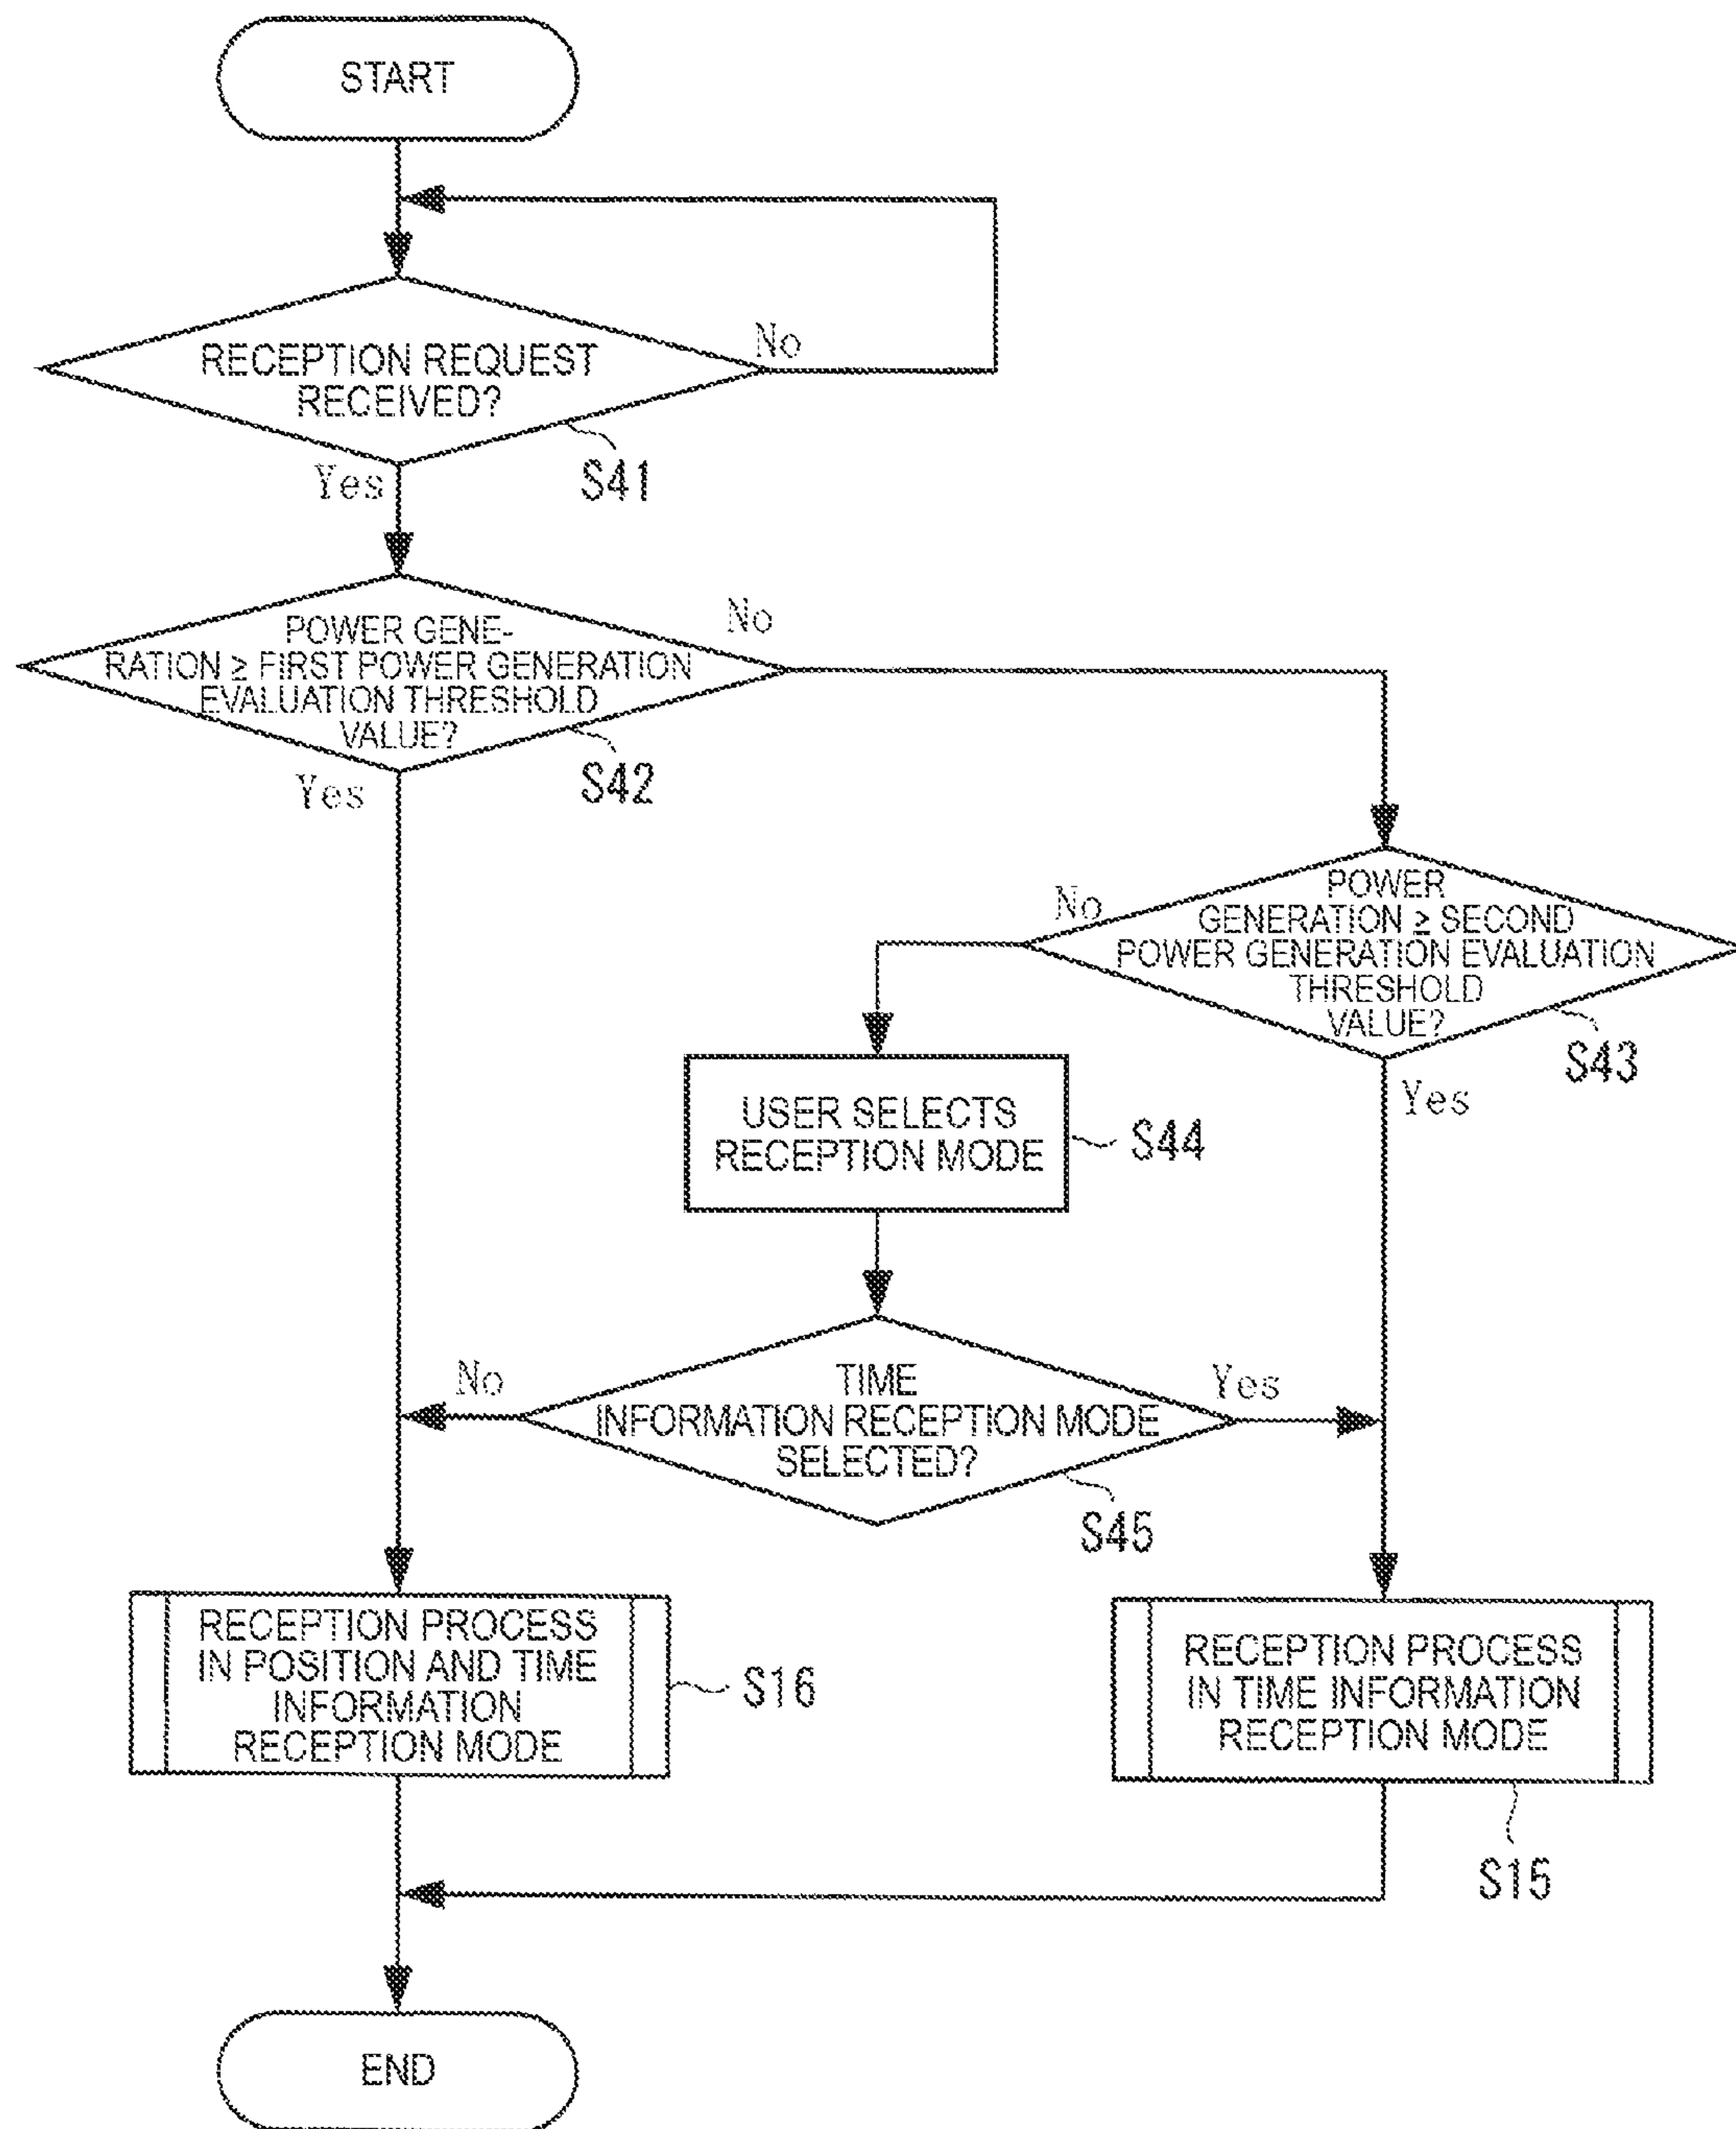 START
RECEPTION REQUEST
RECEIVED?
No
S41
Yes
POWER GENE-
RATION ≥ FIRST POWER GENERATION
EVALUATION THRESHOLD
VALUE?
No
S42
Yes
POWER
GENERATION ≥ SECOND
POWER GENERATION EVALUATION
THRESHOLD
VALUE?
No
S43
Yes
USER SELECTS
RECEPTION MODE
S44
TIME
INFORMATION RECEPTION MODE
SELECTED?
No
Yes
S45
RECEPTION PROCESS
IN POSITION AND TIME
INFORMATION
RECEPTION MODE
S16
RECEPTION PROCESS
IN TIME INFORMATION
RECEPTION MODE
S15
END